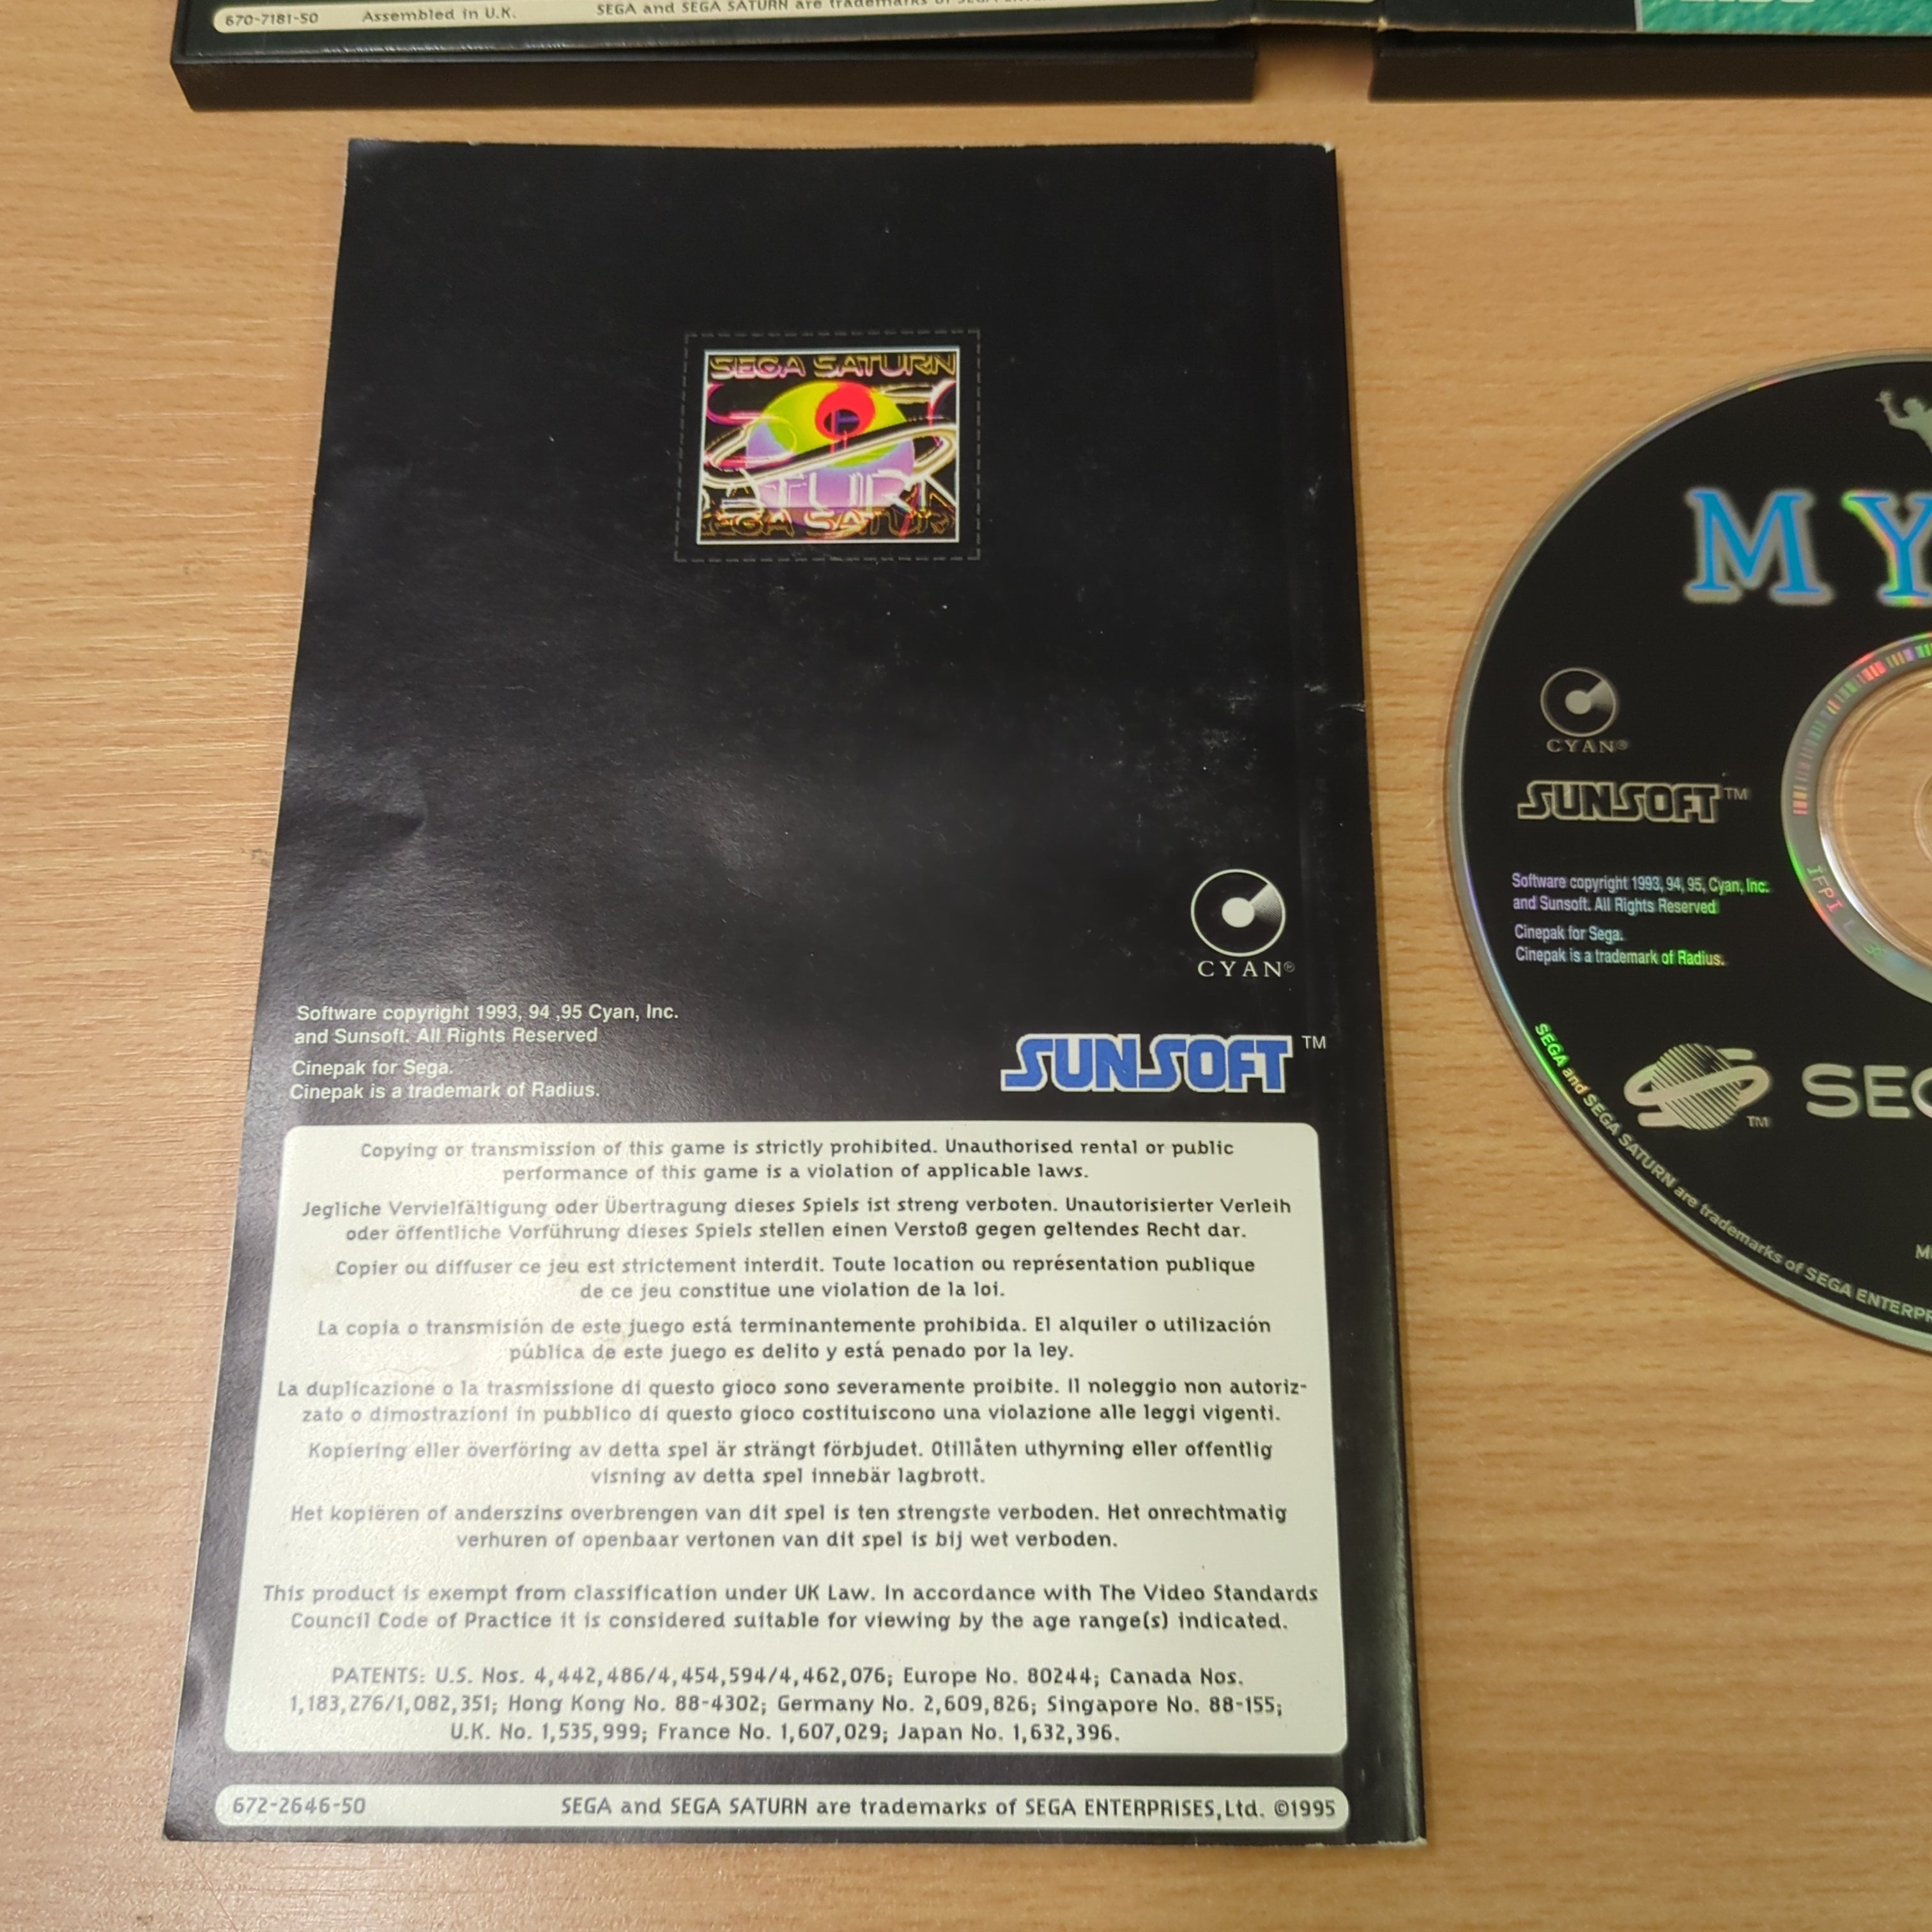 670-7181-50 Assembled in U.K. SEGA and SEGA SATURN are trademarks of SEGA
SEGA SATURN
SEGA SATURN
CYAN®
Software copyright 1993, 94 ,95 Cyan, Inc.
and Sunsoft. All Rights Reserved
Cinepak for Sega.
Cinepak is a trademark of Radius.
SUNSOFT ™
Copying or transmission of this game is strictly prohibited. Unauthorised rental or public
performance of this game is a violation of applicable laws.
Jegliche Vervielfältigung oder Übertragung dieses Spiels ist streng verboten. Unautorisierter Verleih
oder öffentliche Vorführung dieses Spiels stellen einen Verstoß gegen geltendes Recht dar.
Copier ou diffuser ce jeu est strictement interdit. Toute location ou représentation publique
de ce jeu constitue une violation de la loi.
La copia o transmisión de este juego está terminantemente prohibida. El alquiler o utilización
pública de este juego es delito y está penado por la ley.
La duplicazione o la trasmissione di questo gioco sono severamente proibite. Il noleggio non autoriz-
zato o dimostrazioni in pubblico di questo gioco costituiscono una violazione alle leggi vigenti.
Kopiering eller överföring av detta spel är strängt förbjudet. Otillåten uthyrning eller offentlig
visning av detta spel innebär lagbrott.
Het kopiëren of anderszins overbrengen van dit spel is ten strengste verboden. Het onrechtmatig
verhuren of openbaar vertonen van dit spel is bij wet verboden.
This product is exempt from classification under UK Law. In accordance with The Video Standards
Council Code of Practice it is considered suitable for viewing by the age range(s) indicated.
PATENTS: U.S. Nos. 4,442,486/4,454,594/4,462,076; Europe No. 80244; Canada Nos.
1,183,276/1,082,351; Hong Kong No. 88-4302; Germany No. 2,609,826; Singapore No. 88-155;
U.K. No. 1,535,999; France No. 1,607,029; Japan No. 1,632,396.
672-2646-50 SEGA and SEGA SATURN are trademarks of SEGA ENTERPRISES,Ltd. ©1995
MY
CYAN®
SUNSOFT™
Software copyright 1993, 94, 95, Cyan, Inc.
and Sunsoft. All Rights Reserved
Cinepak for Sega.
Cinepak is a trademark of Radius.
IFPI
™ SEG
SEGA and SEGA SATURN are trademarks of SEGA ENTERPR